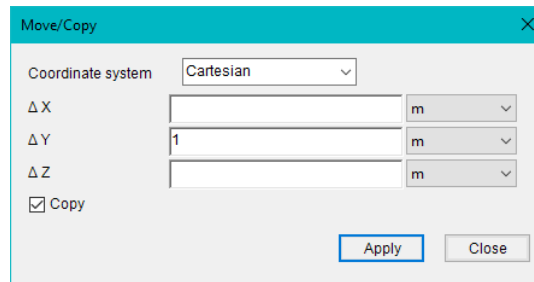 Move/Copy
Coordinate system Cartesian
Δ X m
Δ Y 1 m
Δ Z m
Copy
Apply Close